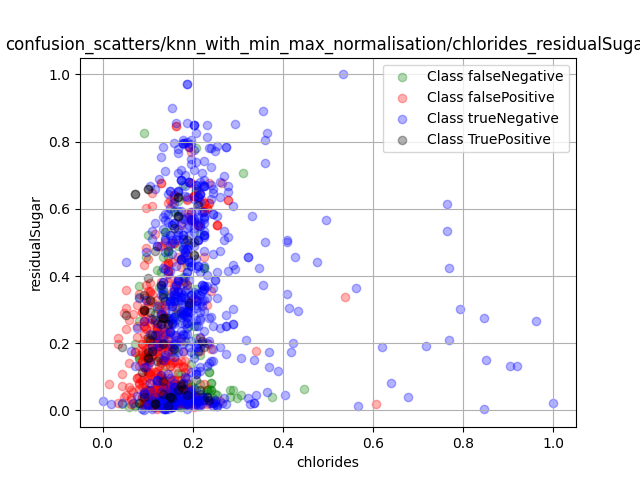 confusion_scatters/knn_with_min_max_normalisation/chlorides_residualSuga
Class falseNegative
Class falsePositive
Class trueNegative
Class TruePositive
1.0
0.8
0.6
0.4
0.2
0.0
residualSugar
0.0 0.2 0.4 0.6 0.8 1.0
chlorides